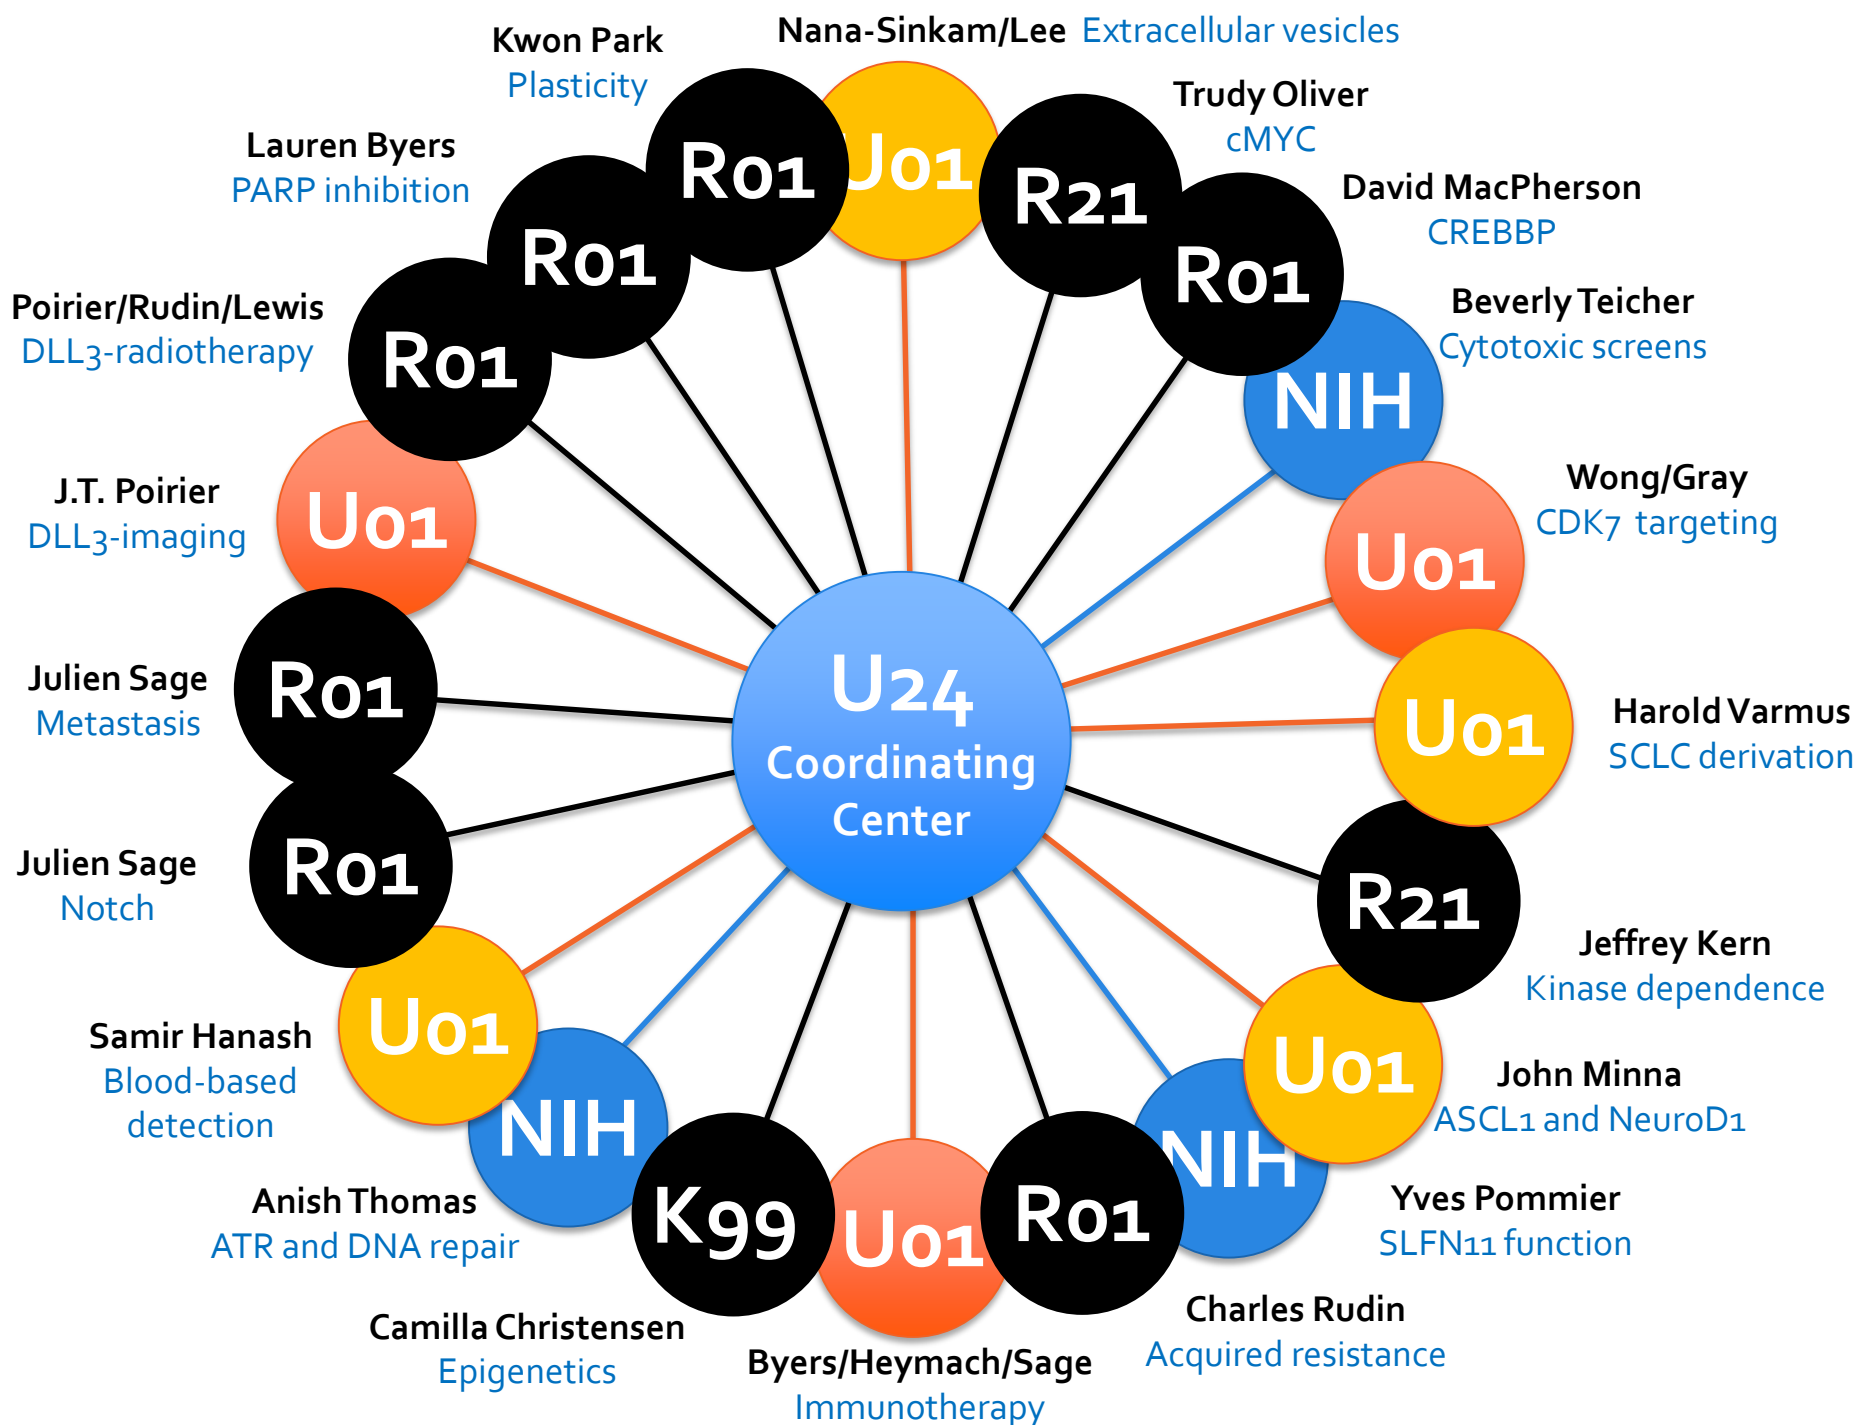 Nana-Sinkam/Lee Extracellular vesicles
U01
Trudy Oliver
cMYC
R21
David MacPherson
CREBBP
R01
Beverly Teicher
Cytotoxic screens
NIH
Wong/Gray
CDK7 targeting
U01
Harold Varmus
SCLC derivation
U01
Jeffrey Kern
Kinase dependence
R21
John Minna
ASCL1 and NeuroD1
U01
Yves Pommier
SLFN11 function
NIH
Charles Rudin
Acquired resistance
R01
Byers/Heymach/Sage
Immunotherapy
U01
Camilla Christensen
Epigenetics
K99
Anish Thomas
ATR and DNA repair
NIH
Samir Hanash
Blood-based
detection
U01
Julien Sage
Notch
R01
Julien Sage
Metastasis
R01
J.T. Poirier
DLL3-imaging
U01
Poirier/Rudin/Lewis
DLL3-radiotherapy
R01
Lauren Byers
PARP inhibition
R01
Kwon Park
Plasticity
R01
U24
Coordinating
Center